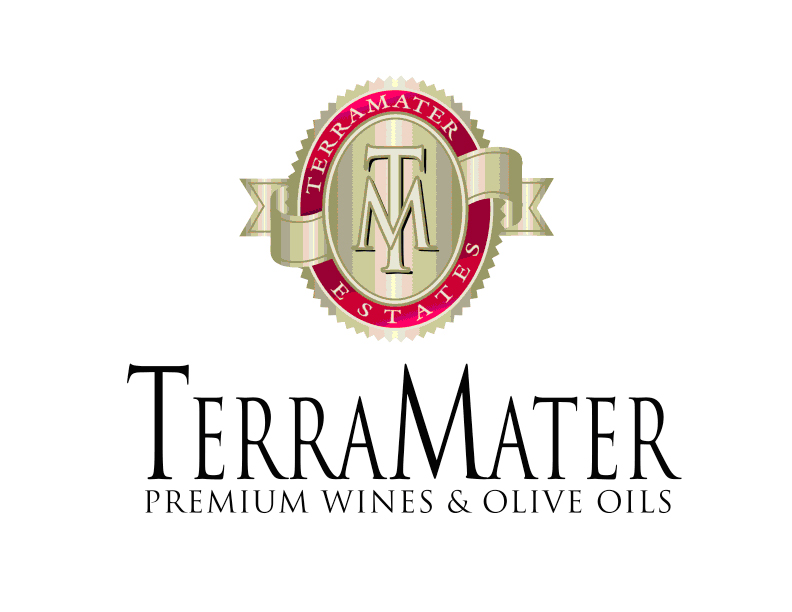 TERRAMATER
TM
ESTATES
TERRAMATER
PREMIUM WINES & OLIVE OILS